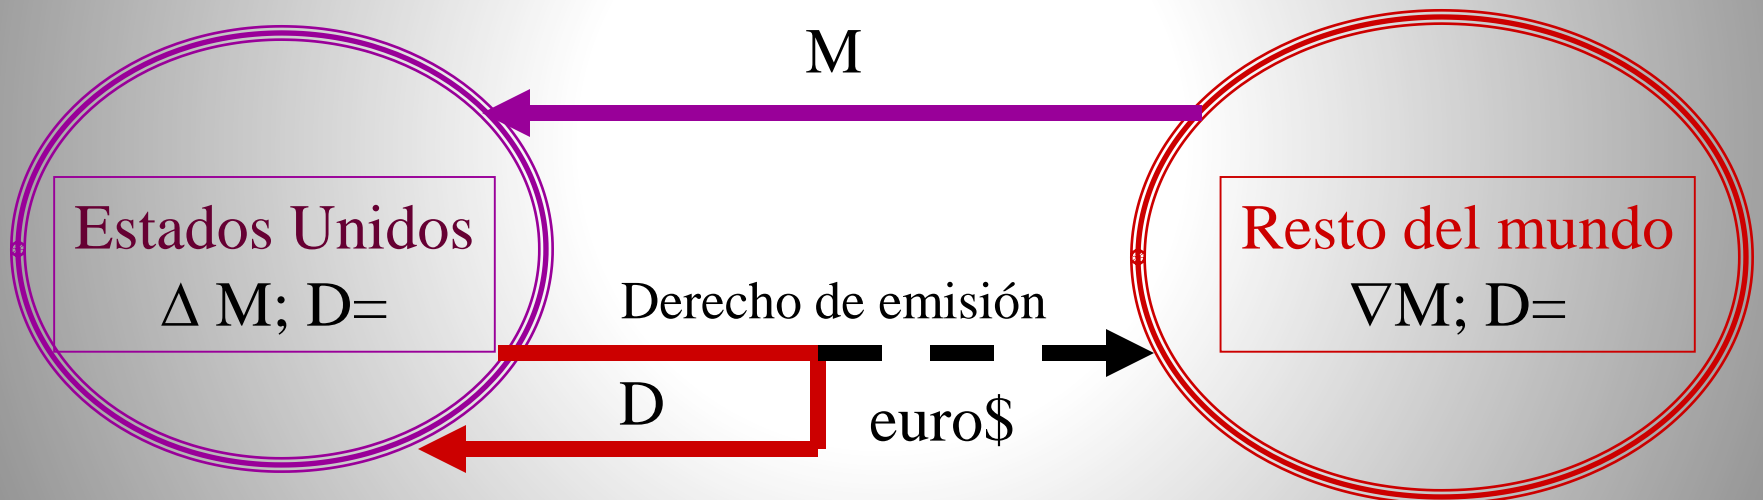 M
Estados Unidos
Δ M; D=
Resto del mundo
∇M; D=
Derecho de emisión
D
euro$